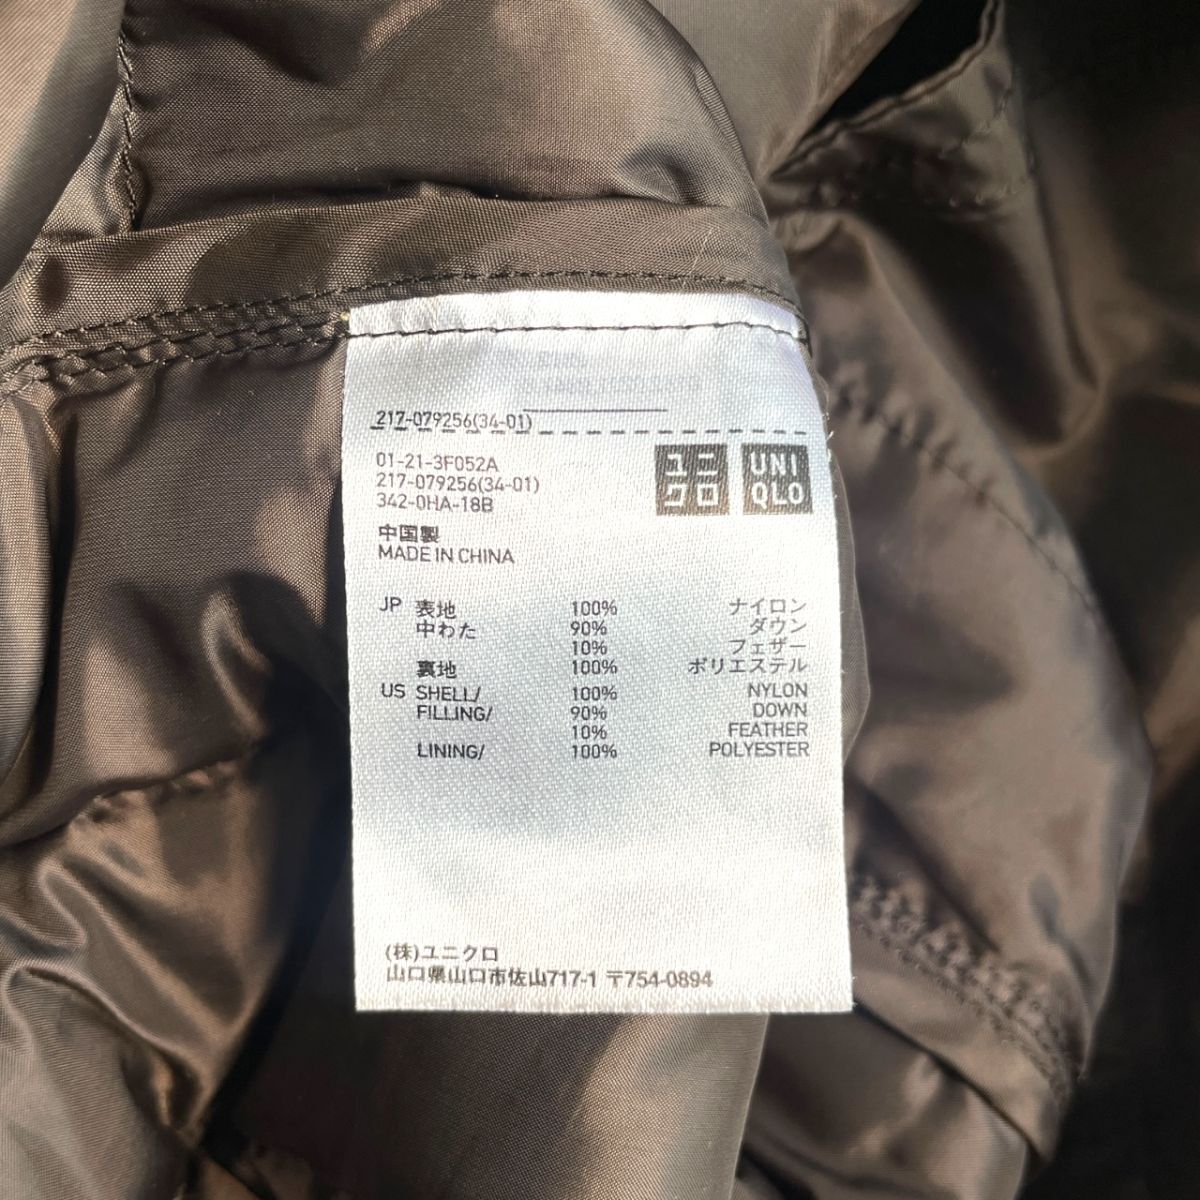 217-079256(34-01)
01-21-3F052A
217-079256(34-01)
342-0HA-18B
ユニクロ
UNIQLO
中国製
MADE IN CHINA
JP 表地 100% ナイロン
中わた 90% ダウン
10% フェザー
裏地 100% ポリエステル
US SHELL/ 100% NYLON
FILLING/ 90% DOWN
10% FEATHER
LINING/ 100% POLYESTER
(株)ユニクロ
山口県山口市佐山717-1 〒754-0894